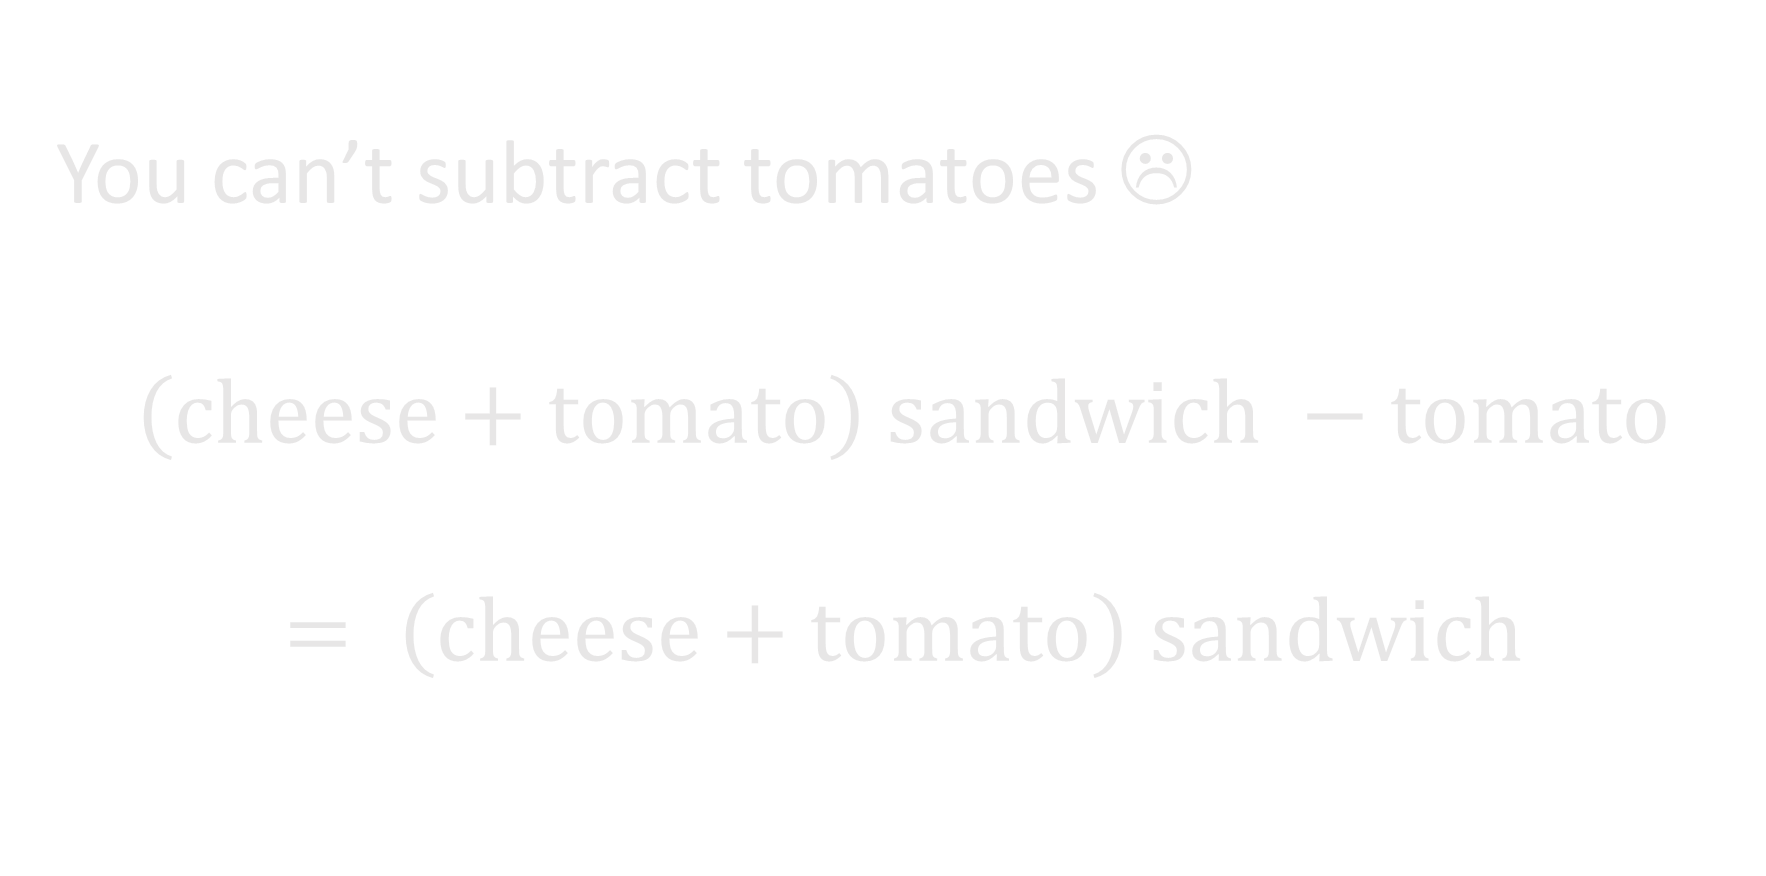 You can’t subtract tomatoes ☹
(cheese + tomato) sandwich − tomato
= (cheese + tomato) sandwich